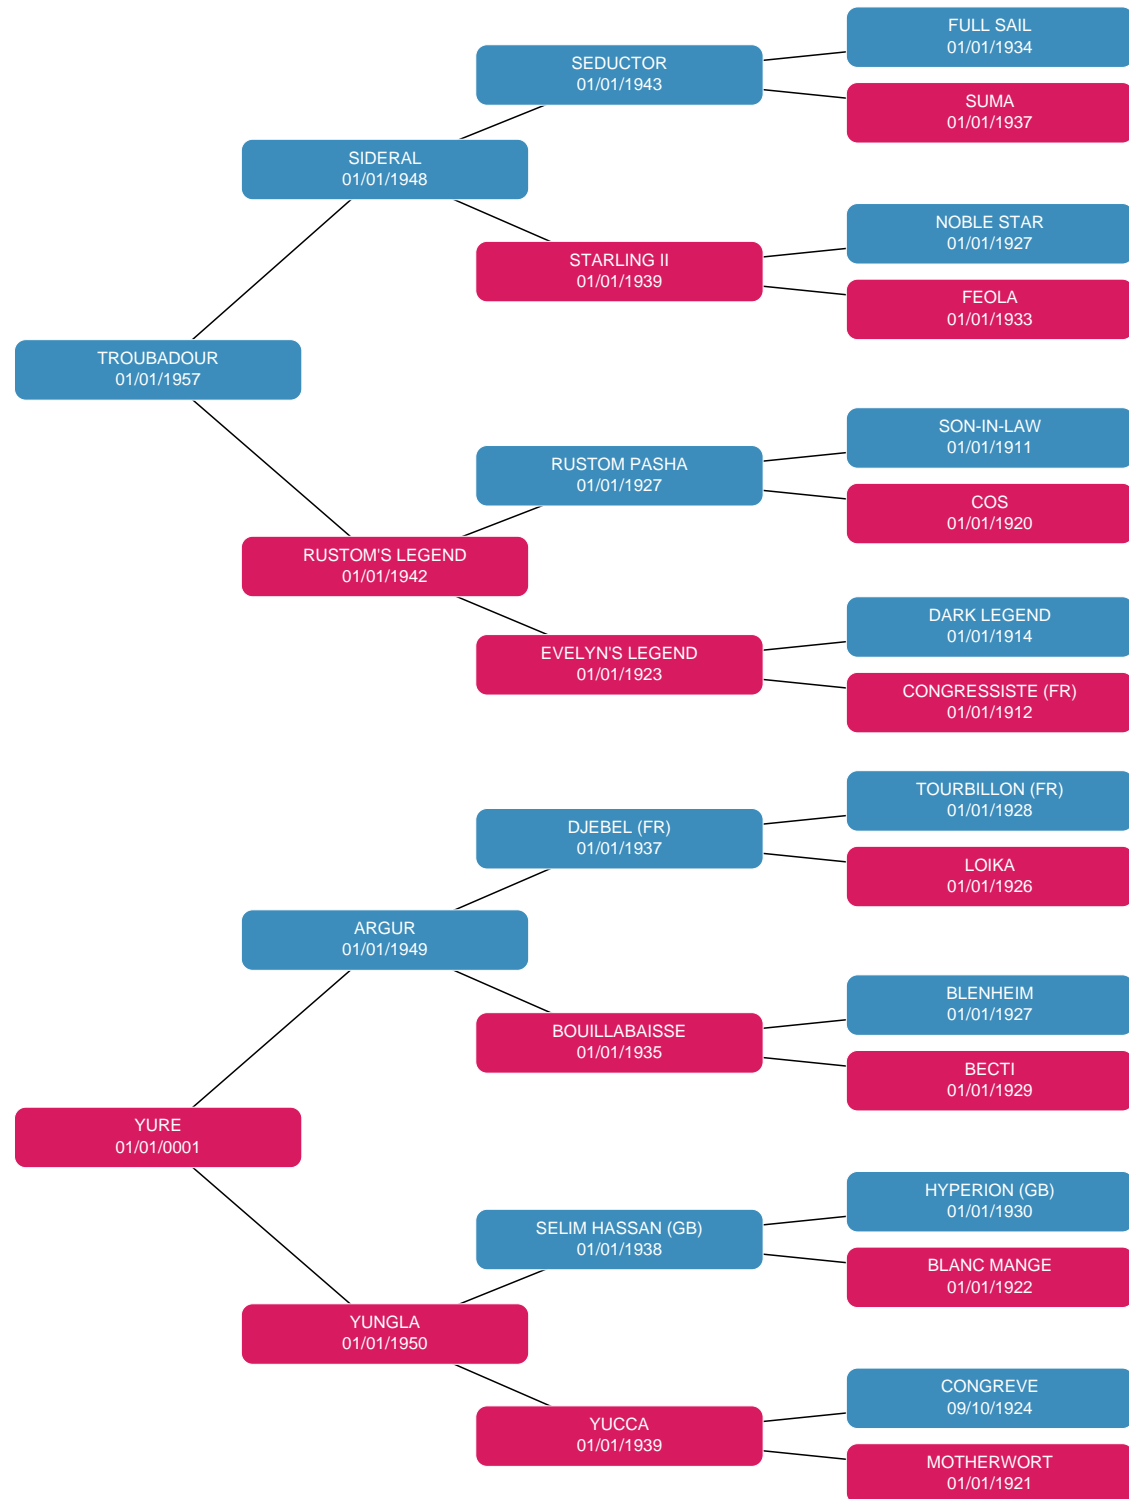 FULL SAIL
01/01/1934
SEDUCTOR
01/01/1943
SUMA
01/01/1937
SIDERAL
01/01/1948
NOBLE STAR
01/01/1927
STARLING II
01/01/1939
FEOLA
01/01/1933
TROUBADOUR
01/01/1957
SON-IN-LAW
01/01/1911
RUSTOM PASHA
01/01/1927
COS
01/01/1920
RUSTOM'S LEGEND
01/01/1942
DARK LEGEND
01/01/1914
EVELYN'S LEGEND
01/01/1923
CONGRESSISTE (FR)
01/01/1912
TOURBILLON (FR)
01/01/1928
DJEBEL (FR)
01/01/1937
LOIKA
01/01/1926
ARGUR
01/01/1949
BLENHEIM
01/01/1927
BOUILLABAISSE
01/01/1935
BECTI
01/01/1929
YURE
01/01/0001
HYPERION (GB)
01/01/1930
SELIM HASSAN (GB)
01/01/1938
BLANC MANGE
01/01/1922
YUNGLA
01/01/1950
CONGREVE
09/10/1924
YUCCA
01/01/1939
MOTHERWORT
01/01/1921